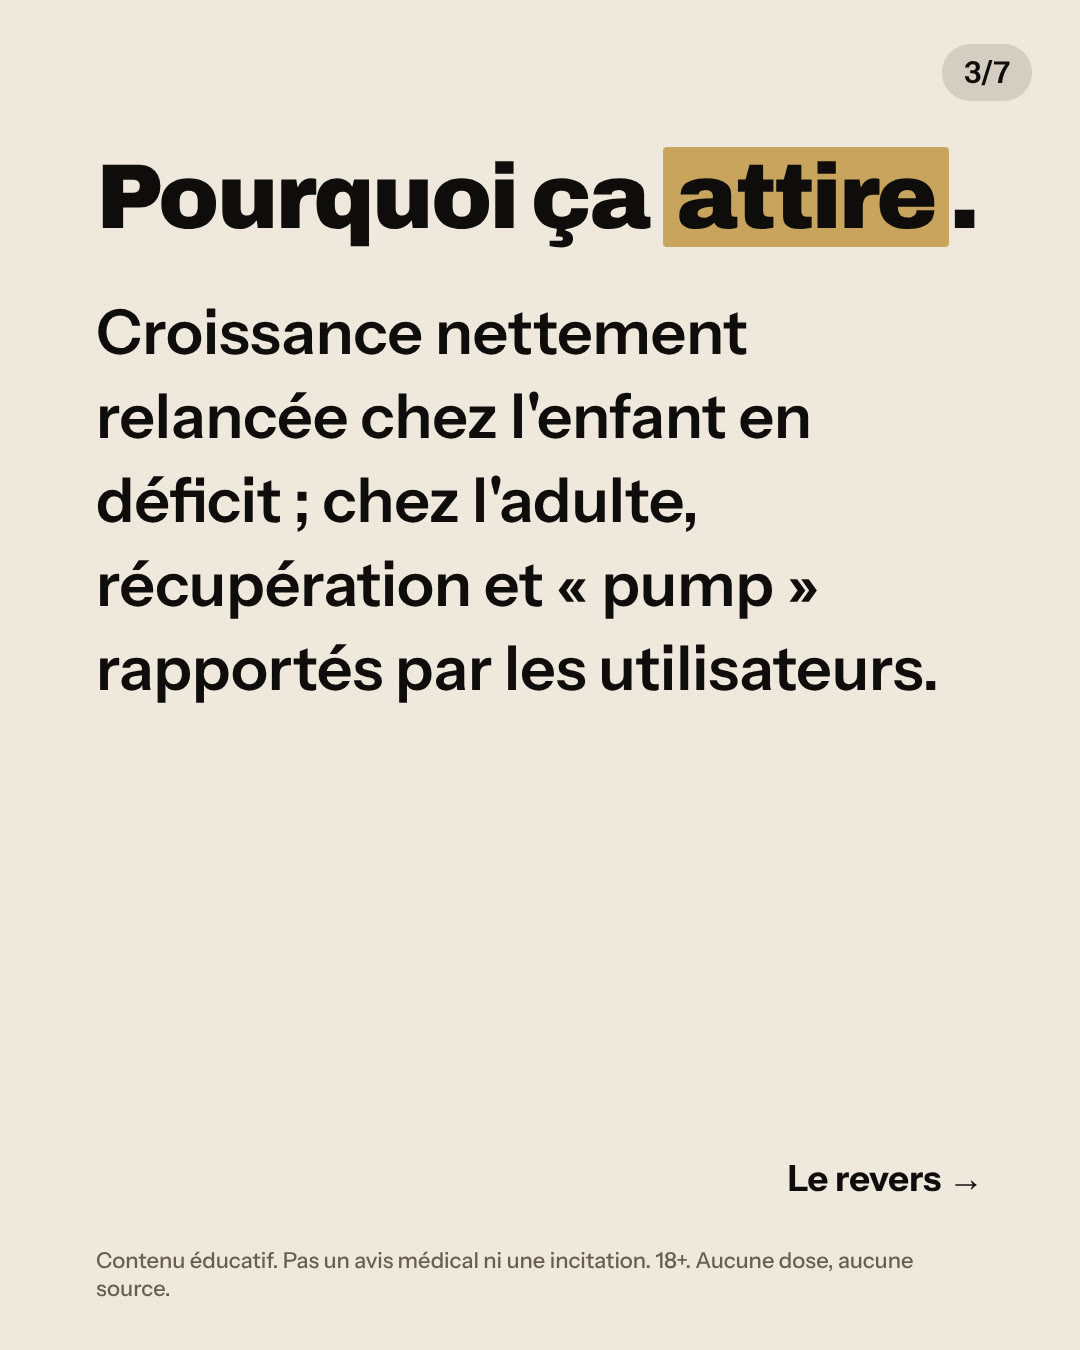 3/7
Pourquoi ça attire.
Croissance nettement
relancée chez l'enfant en
déficit ; chez l'adulte,
récupération et « pump »
rapportés par les utilisateurs.
Le revers →
Contenu éducatif. Pas un avis médical ni une incitation. 18+. Aucune dose, aucune
source.